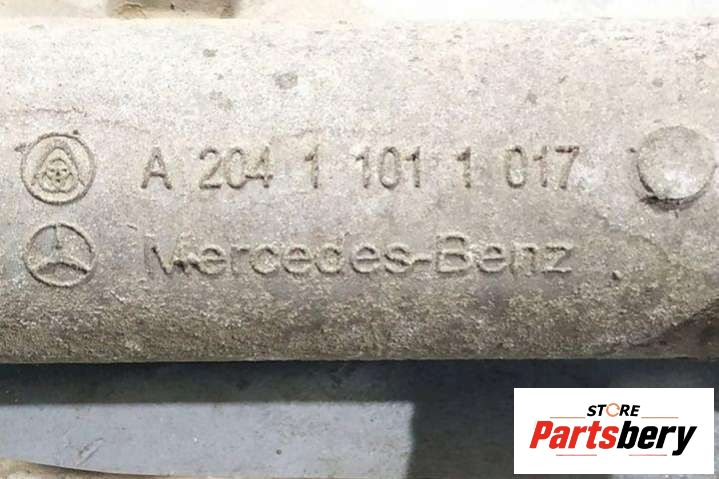 A 204 1 101 1 017
Mercedes-Benz
STORE
Partsbery